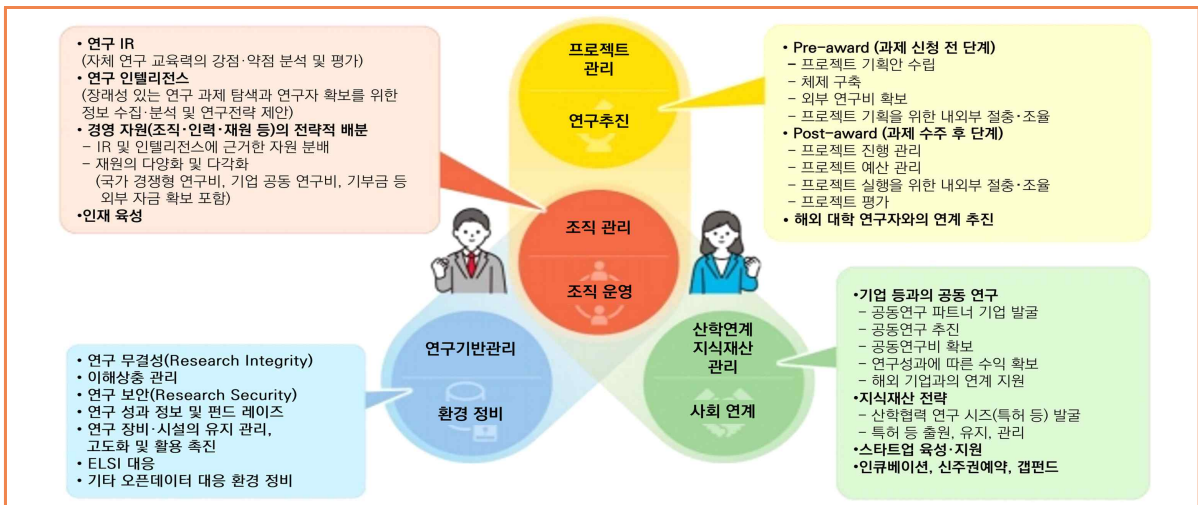 • 연구 IR
(자체 연구 교육력의 강점·약점 분석 및 평가)
• 연구 인텔리전스
(장래성 있는 연구 과제 탐색과 연구자 확보를 위한
정보 수집·분석 및 연구전략 제안)
• 경영 자원(조직·인력·재원 등)의 전략적 배분
– IR 및 인텔리전스에 근거한 자원 분배
– 재원의 다양화 및 다각화
(국가 경쟁형 연구비, 기업 공동 연구비, 기부금 등
외부 자금 확보 포함)
•인재 육성
프로젝트
관리
연구추진
• Pre-award (과제 신청 전 단계)
– 프로젝트 기획안 수립
– 체제 구축
– 외부 연구비 확보
– 프로젝트 기획을 위한 내외부 절충·조율
• Post-award (과제 수주 후 단계)
– 프로젝트 진행 관리
– 프로젝트 예산 관리
– 프로젝트 실행을 위한 내외부 절충·조율
– 프로젝트 평가
• 해외 대학 연구자와의 연계 추진
조직 관리
조직 운영
연구기반관리
환경 정비
산학연계
지식재산
관리
사회 연계
• 연구 무결성(Research Integrity)
• 이해상충 관리
• 연구 보안(Research Security)
• 연구 성과 정보 및 펀드 레이즈
• 연구 장비·시설의 유지 관리,
고도화 및 활용 촉진
• ELSI 대응
• 기타 오픈데이터 대응 환경 정비
•기업 등과의 공동 연구
– 공동연구 파트너 기업 발굴
– 공동연구 추진
– 공동연구비 확보
– 연구성과에 따른 수익 확보
– 해외 기업과의 연계 지원
•지식재산 전략
– 산학협력 연구 시즈(특허 등) 발굴
– 특허 등 출원, 유지, 관리
•스타트업 육성·지원
•인큐베이션, 신주권예약, 갭펀드